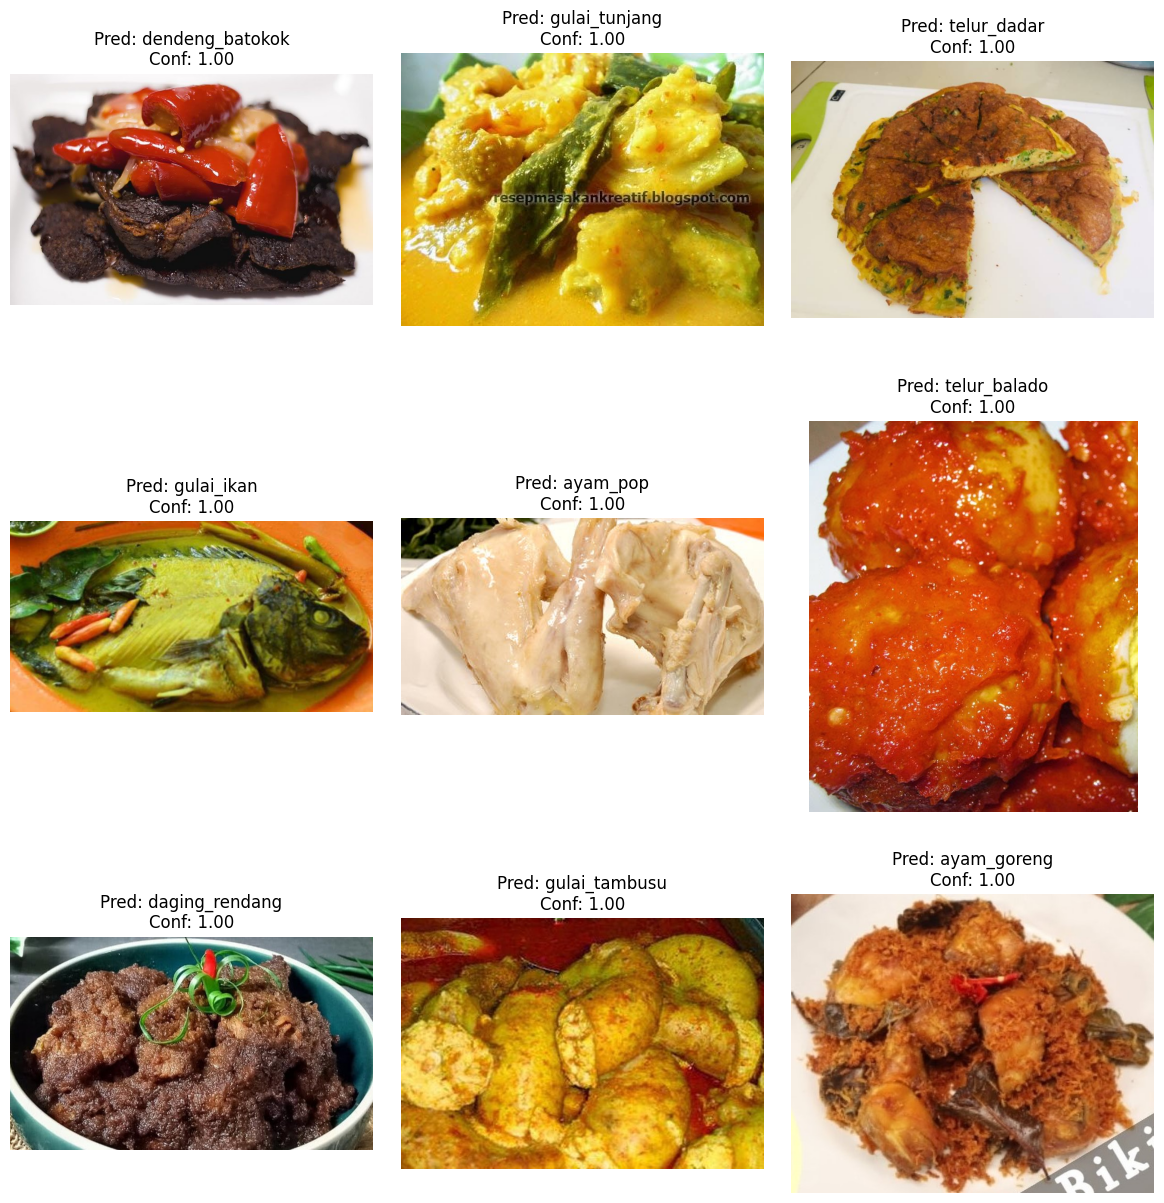 Pred: dendeng_batokok
Conf: 1.00
Pred: gulai_tunjang
Conf: 1.00
resepmasakankreatif.blogspot.com
Pred: telur_dadar
Conf: 1.00
Pred: gulai_ikan
Conf: 1.00
Pred: ayam_pop
Conf: 1.00
Pred: telur_balado
Conf: 1.00
Pred: daging_rendang
Conf: 1.00
Pred: gulai_tambusu
Conf: 1.00
Pred: ayam_goreng
Conf: 1.00
Biki